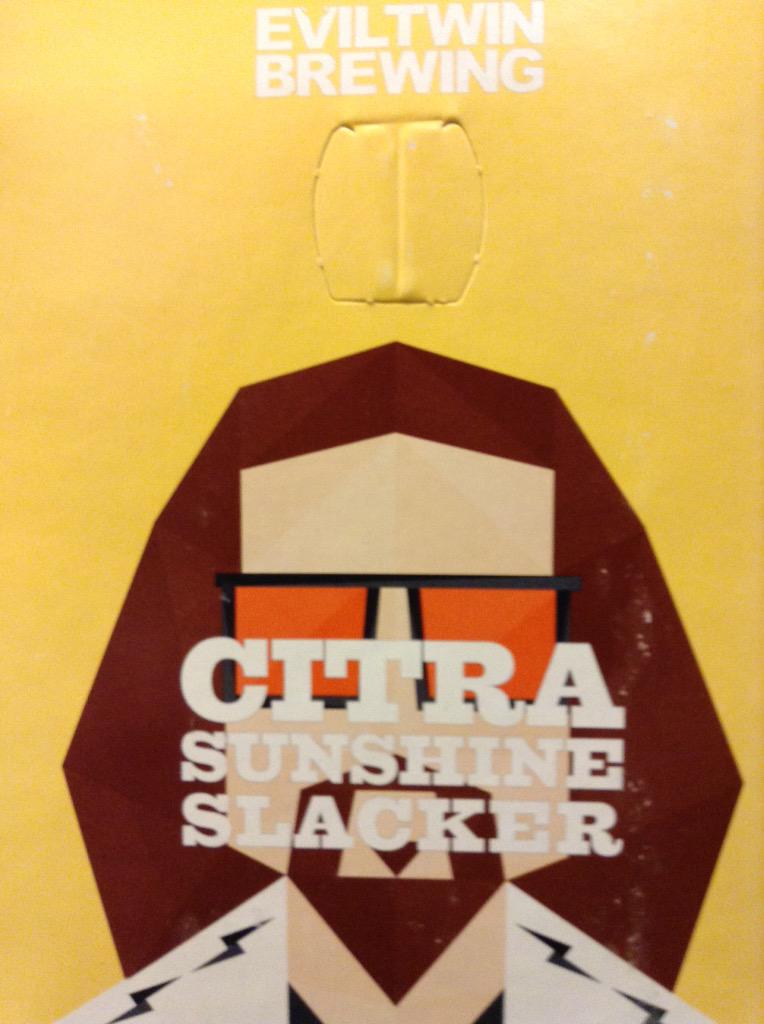 EVILTWIN
BREWING
CITRA
SUNSHINE
SLACKER